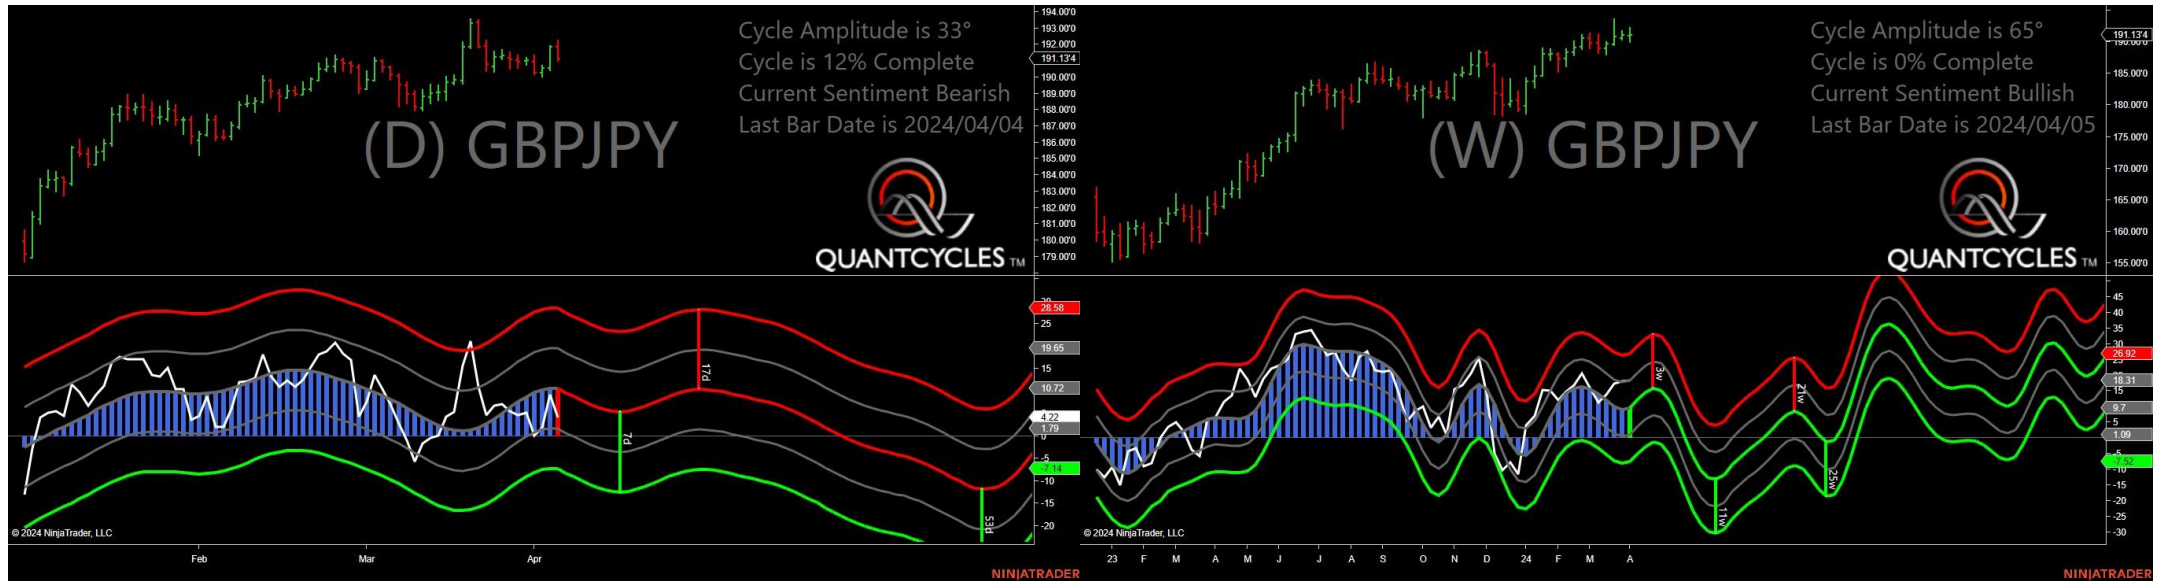 Cycle Amplitude is 33°
Cycle is 12% Complete
Current Sentiment Bearish
Last Bar Date is 2024/04/04
(D) GBPJPY
QUANTCYCLES TM
194.00'0
193.00'0
192.00'0
191.13'4
190.00'0
189.00'0
188.00'0
187.00'0
186.00'0
185.00'0
184.00'0
183.00'0
182.00'0
181.00'0
180.00'0
179.00'0
28.58
25
19.65
15
10.72
4.22
1.79
0
-5
-7.14
-10
-15
-20
17d
7d
53d
© 2024 NinjaTrader, LLC
Feb
Mar
Apr
NINJATRADER
Cycle Amplitude is 65°
Cycle is 0% Complete
Current Sentiment Bullish
Last Bar Date is 2024/04/05
(W) GBPJPY
QUANTCYCLES TM
191.13'4
190.00'0
185.00'0
180.00'0
175.00'0
170.00'0
165.00'0
160.00'0
155.00'0
45
40
35
30
26.92
18.31
15
9.7
5
1.09
-5
-7.52
-10
-15
-20
-25
-30
3w
21w
11w
25w
© 2024 NinjaTrader, LLC
23
F
M
A
M
J
J
A
S
O
N
D
24
F
M
A
NINJATRADER